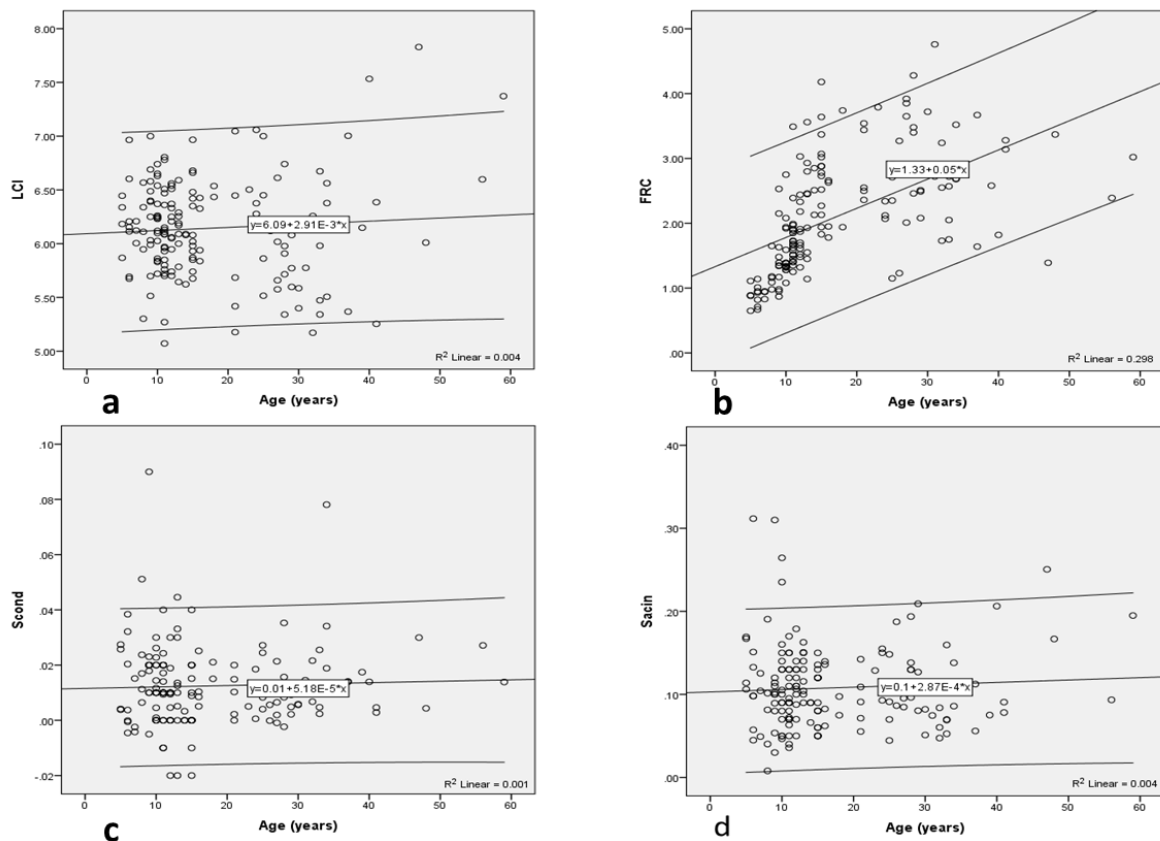 8.00
7.50
7.00
6.50
6.00
5.50
5.00
LCI
y=6.09+2.91E-3*x
R2 Linear = 0.004
0 10 20 30 40 50 60
a Age (years)
5.00
4.00
3.00
2.00
1.00
.00
FRC
y=1.33+0.05*x
R2 Linear = 0.298
0 10 20 30 40 50 60
b Age (years)
.10
.08
.06
.04
.02
.00
-.02
Scond
y=0.01+5.18E-5*x
R2 Linear = 0.001
0 10 20 30 40 50 60
c Age (years)
.40
.30
.20
.10
.00
Sacin
y=0.1+2.87E-4*x
R2 Linear = 0.004
0 10 20 30 40 50 60
d Age (years)